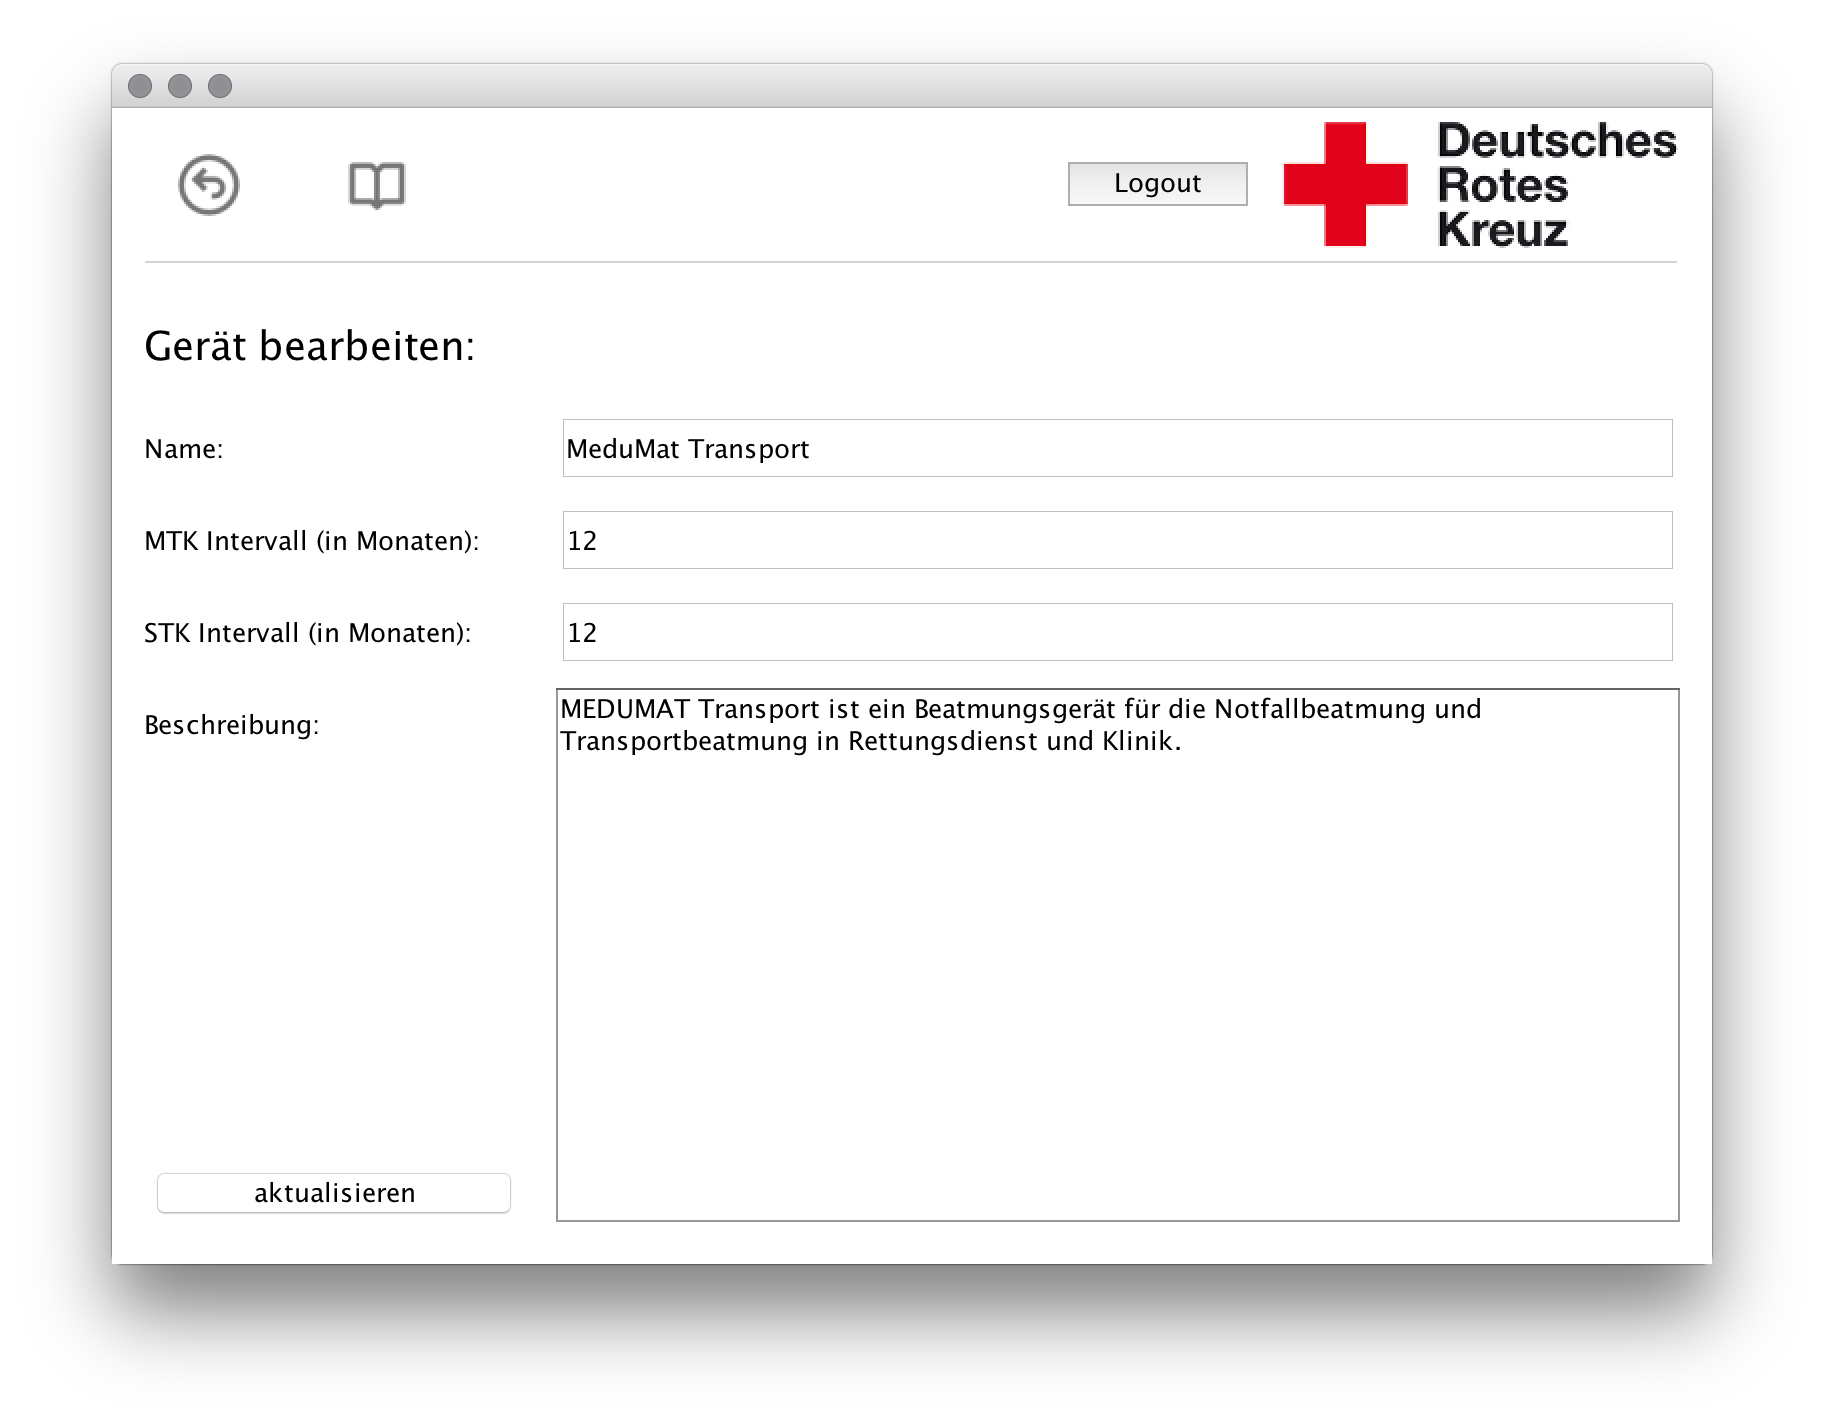 Logout
Deutsches
Rotes
Kreuz
Gerät bearbeiten:
Name:
MeduMat Transport
MTK Intervall (in Monaten):
12
STK Intervall (in Monaten):
12
Beschreibung:
MEDUMAT Transport ist ein Beatmungsgerät für die Notfallbeatmung und
Transportbeatmung in Rettungsdienst und Klinik.
aktualisieren